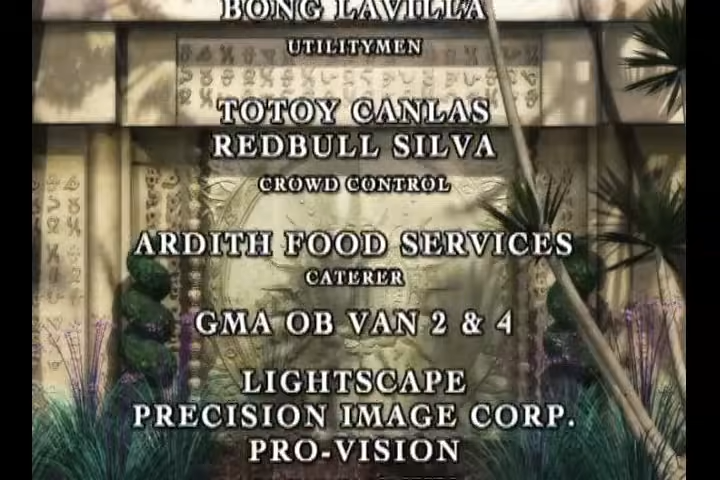 BONG LAVILLA
UTILITYMEN
TOTOY CANLAS
REDBULL SILVA
CROWD CONTROL
ARDITH FOOD SERVICES
CATERER
GMA OB VAN 2 & 4
LIGHTSCAPE
PRECISION IMAGE CORP.
PRO-VISION